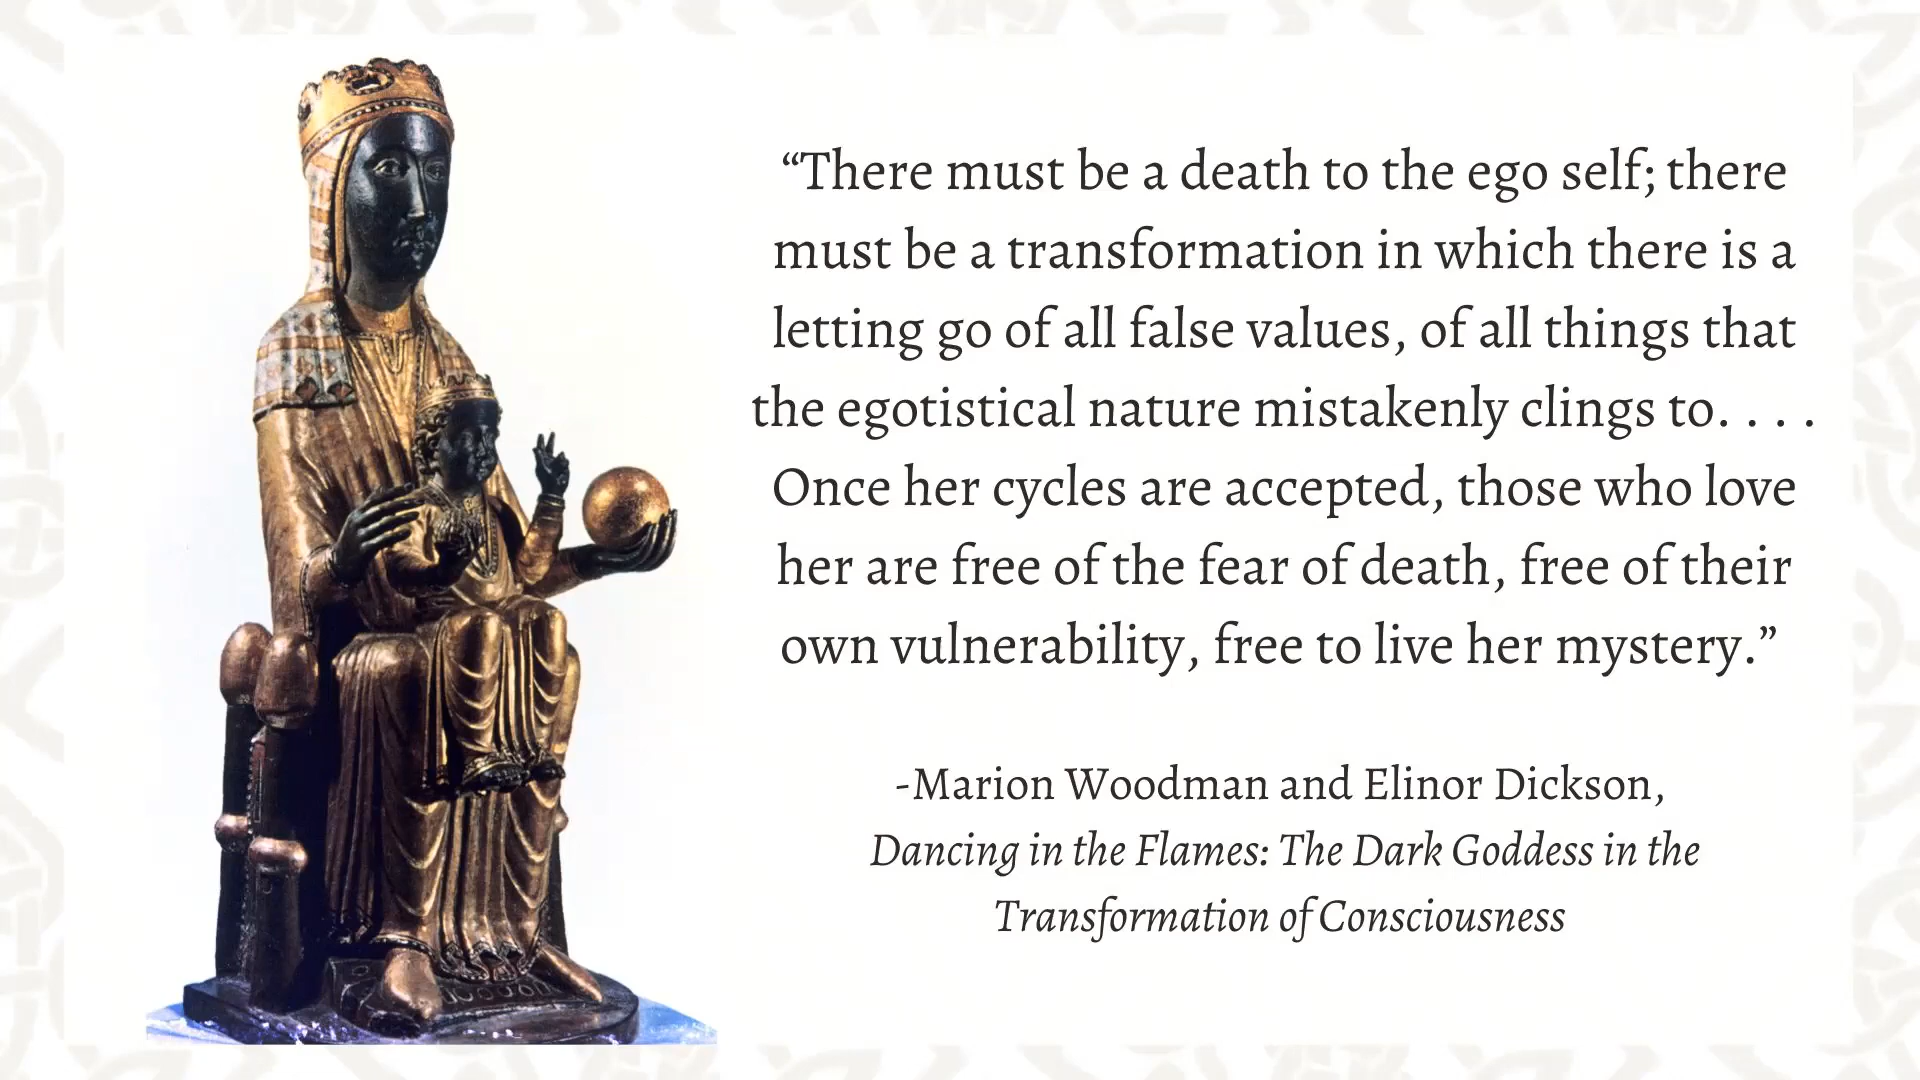 “There must be a death to the ego self; there
must be a transformation in which there is a
letting go of all false values, of all things that
the egotistical nature mistakenly clings to. . . .
Once her cycles are accepted, those who love
her are free of the fear of death, free of their
own vulnerability, free to live her mystery.”
-Marion Woodman and Elinor Dickson,
Dancing in the Flames: The Dark Goddess in the
Transformation of Consciousness